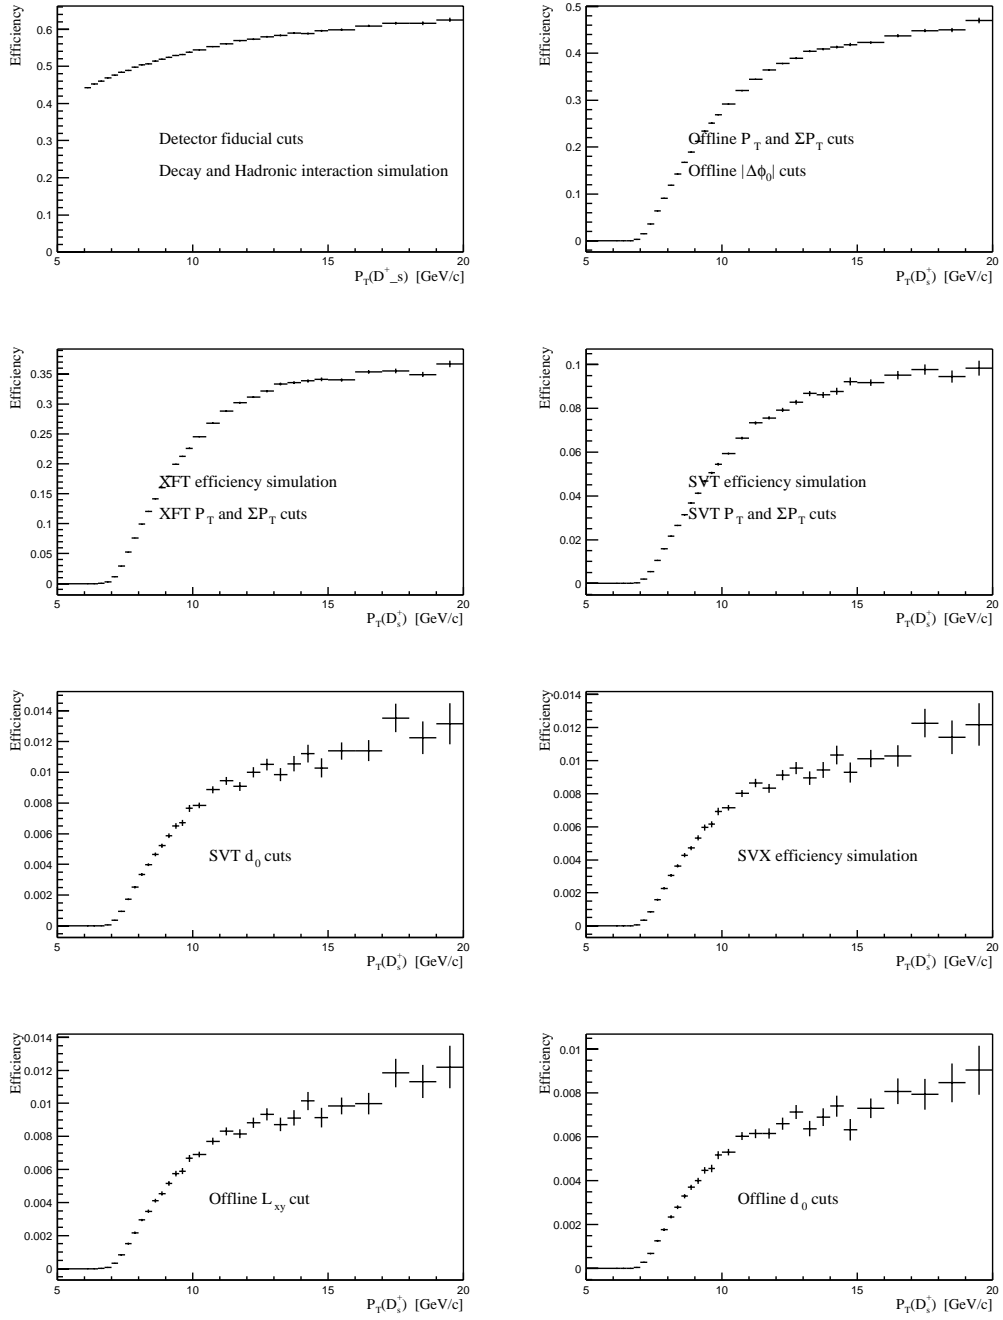 Efficiency
0.6
0.5
0.4
0.3
0.2
0.1
0
5 10 15 20
Detector fiducial cuts
Decay and Hadronic interaction simulation
P_T(D^+_s) [GeV/c]
Efficiency
0.5
0.4
0.3
0.2
0.1
0
5 10 15 20
Offline P_T and ΣP_T cuts
Offline |Δϕ_0| cuts
P_T(D_s^+) [GeV/c]
Efficiency
0.35
0.3
0.25
0.2
0.15
0.1
0.05
0
5 10 15 20
XFT efficiency simulation
XFT P_T and ΣP_T cuts
P_T(D_s^+) [GeV/c]
Efficiency
0.1
0.08
0.06
0.04
0.02
0
5 10 15 20
SVT efficiency simulation
SVT P_T and ΣP_T cuts
P_T(D_s^+) [GeV/c]
Efficiency
0.014
0.012
0.01
0.008
0.006
0.004
0.002
0
5 10 15 20
SVT d_0 cuts
P_T(D_s^+) [GeV/c]
Efficiency
0.014
0.012
0.01
0.008
0.006
0.004
0.002
0
5 10 15 20
SVX efficiency simulation
P_T(D_s^+) [GeV/c]
Efficiency
0.014
0.012
0.01
0.008
0.006
0.004
0.002
0
5 10 15 20
Offline L_xy cut
P_T(D_s^+) [GeV/c]
Efficiency
0.01
0.008
0.006
0.004
0.002
0
5 10 15 20
Offline d_0 cuts
P_T(D_s^+) [GeV/c]